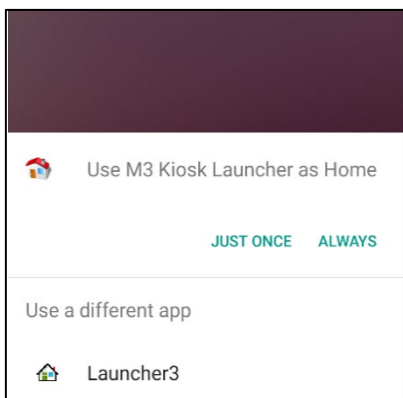 Use M3 Kiosk Launcher as Home
JUST ONCE ALWAYS
Use a different app
Launcher3